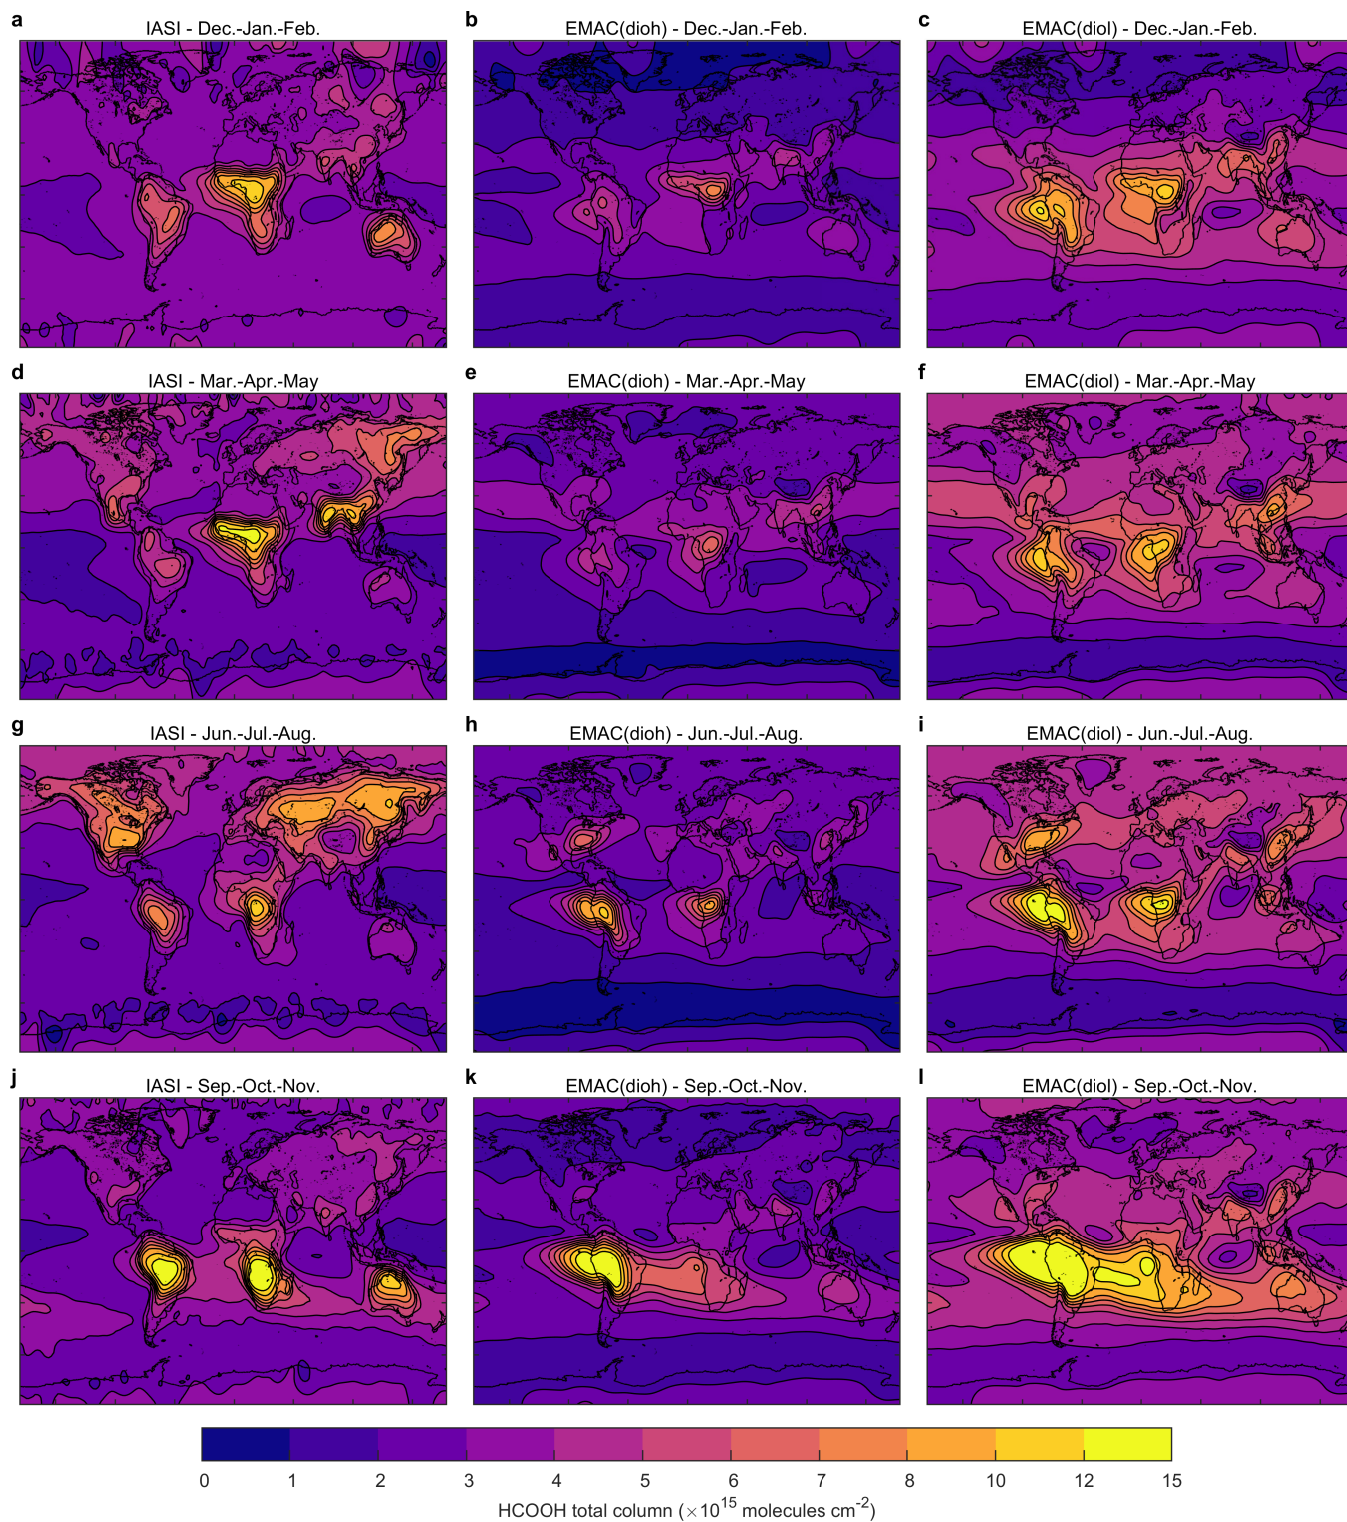 a IASI - Dec.-Jan.-Feb.
b EMAC(dioh) - Dec.-Jan.-Feb.
c EMAC(diol) - Dec.-Jan.-Feb.
d IASI - Mar.-Apr.-May
e EMAC(dioh) - Mar.-Apr.-May
f EMAC(diol) - Mar.-Apr.-May
g IASI - Jun.-Jul.-Aug.
h EMAC(dioh) - Jun.-Jul.-Aug.
i EMAC(diol) - Jun.-Jul.-Aug.
j IASI - Sep.-Oct.-Nov.
k EMAC(dioh) - Sep.-Oct.-Nov.
l EMAC(diol) - Sep.-Oct.-Nov.
0 1 2 3 4 5 6 7 8 10 12 15
HCOOH total column (×10^15 molecules cm^-2)